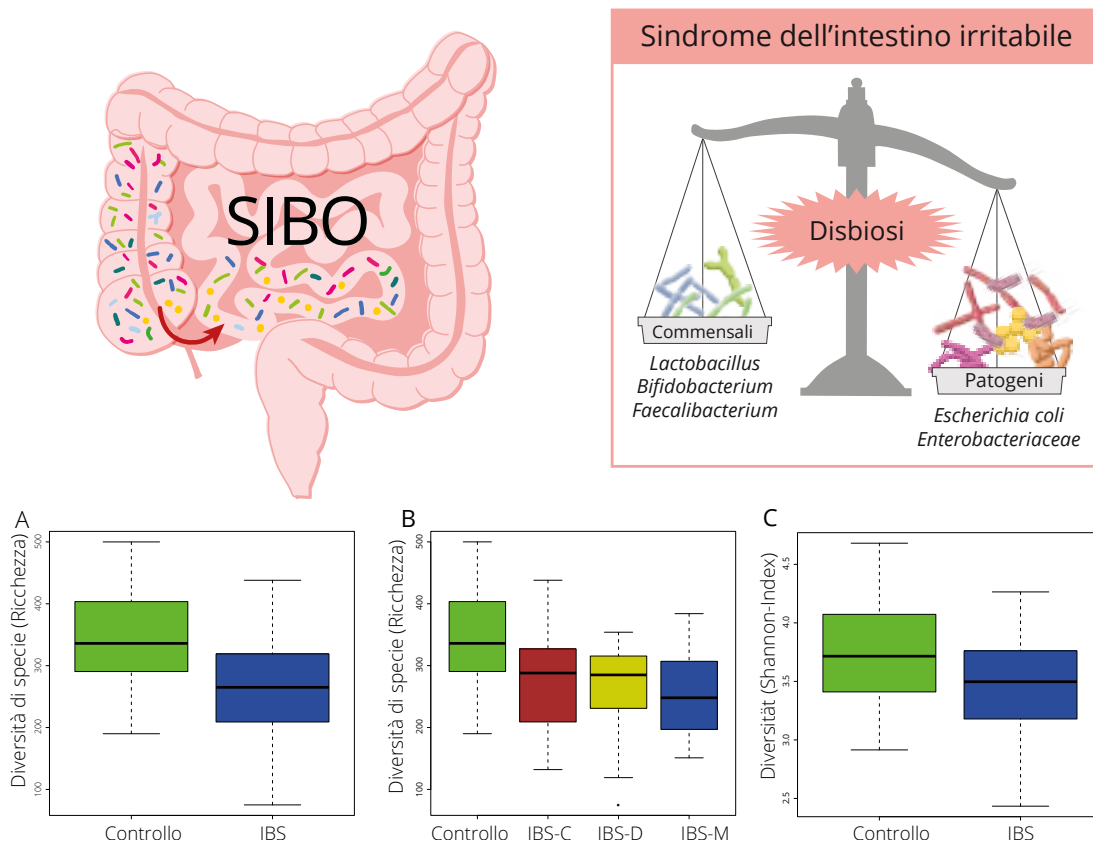 SIBO
Sindrome dell'intestino irritabile
Disbiosi
Commensali
Lactobacillus
Bifidobacterium
Faecalibacterium
Patogeni
Escherichia coli
Enterobacteriaceae
A
Diversità di specie (Ricchezza)
500
400
300
200
100
Controllo
IBS
B
Diversità di specie (Ricchezza)
500
400
300
200
100
Controllo
IBS-C
IBS-D
IBS-M
C
Diversität (Shannon-Index)
4.5
4.0
3.5
3.0
2.5
Controllo
IBS